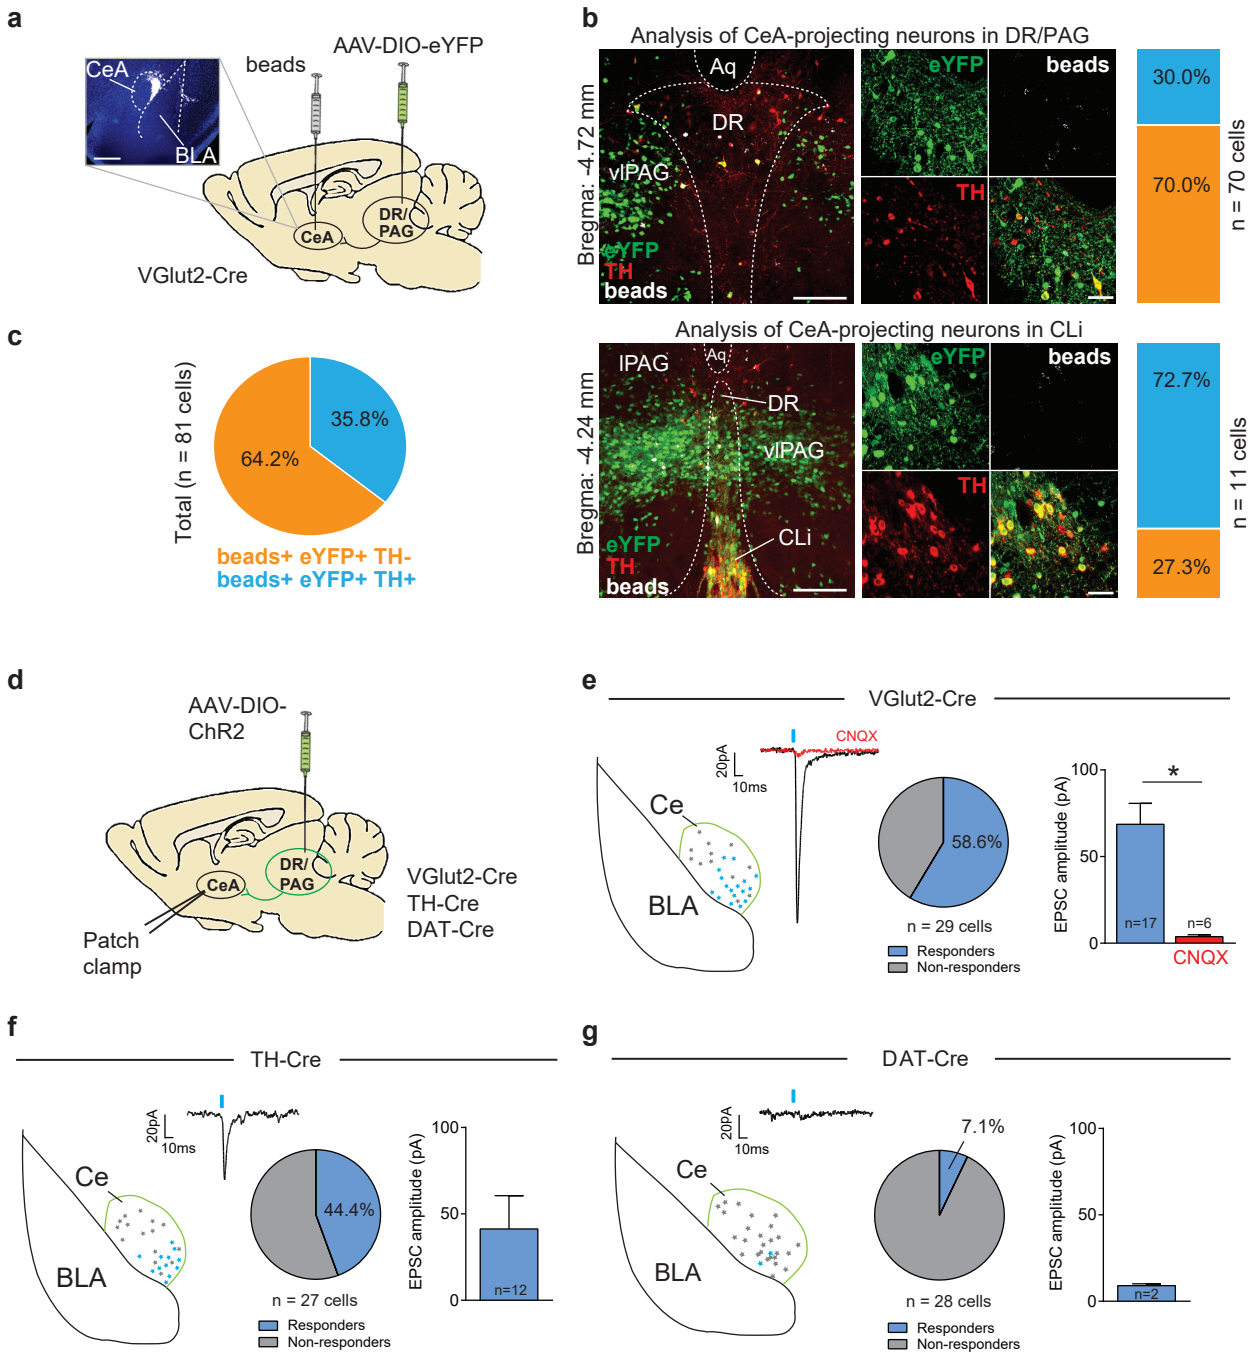 a
AAV-DIO-eYFP
beads
CeA
BLA
CeA
DR/
PAG
VGlut2-Cre
b
Analysis of CeA-projecting neurons in DR/PAG
Bregma: -4.72 mm
Aq
DR
vlPAG
eYFP
TH
beads
eYFP
beads
TH
30.0%
70.0%
n = 70 cells
Analysis of CeA-projecting neurons in CLi
Bregma: -4.24 mm
lPAG
Aq
DR
vlPAG
CLi
eYFP
TH
beads
eYFP
beads
TH
72.7%
27.3%
n = 11 cells
c
Total (n = 81 cells)
35.8%
64.2%
beads+ eYFP+ TH-
beads+ eYFP+ TH+
d
AAV-DIO-
ChR2
CeA
DR/
PAG
Patch
clamp
VGlut2-Cre
TH-Cre
DAT-Cre
e
VGlut2-Cre
Ce
BLA
20pA
10ms
CNQX
58.6%
n = 29 cells
Responders
Non-responders
EPSC amplitude (pA)
100
50
0
*
n=17
n=6
CNQX
f
TH-Cre
Ce
BLA
20pA
10ms
44.4%
n = 27 cells
Responders
Non-responders
EPSC amplitude (pA)
100
50
0
n=12
g
DAT-Cre
Ce
BLA
20pA
10ms
7.1%
n = 28 cells
Responders
Non-responders
EPSC amplitude (pA)
100
50
0
n=2